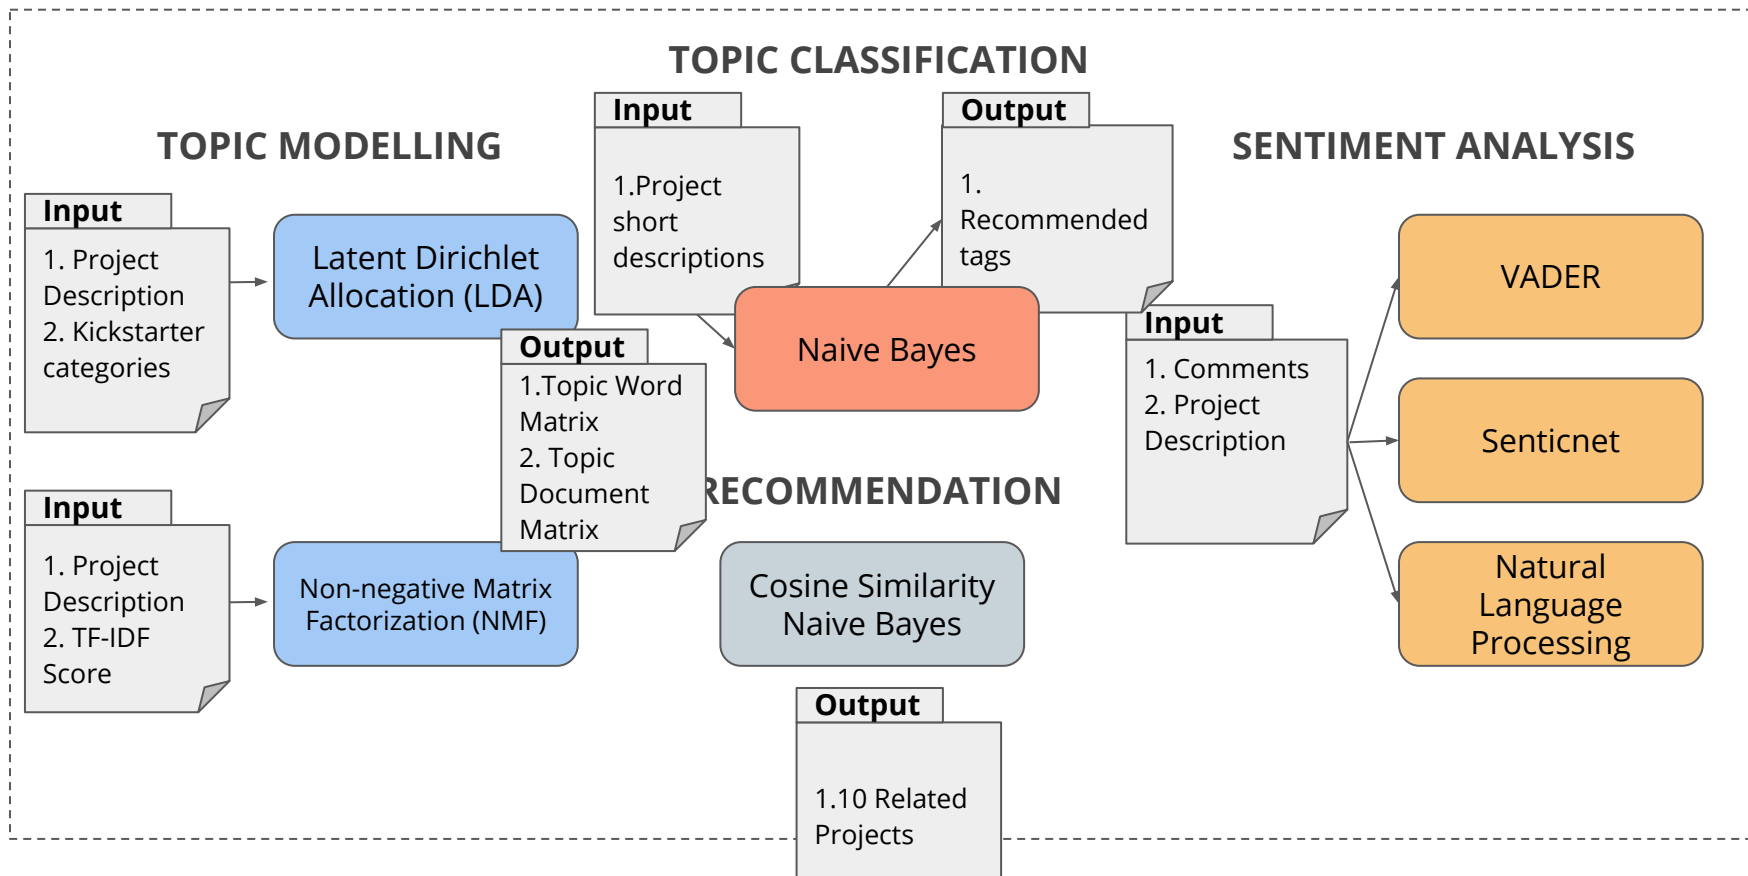 TOPIC CLASSIFICATION
Input
1.Project
short
descriptions
Output
1.
Recommended
tags
Naive Bayes
TOPIC MODELLING
Input
1. Project
Description
2. Kickstarter
categories
Latent Dirichlet
Allocation (LDA)
Output
1.Topic Word
Matrix
2. Topic
Document
Matrix
Input
1. Project
Description
2. TF-IDF
Score
Non-negative Matrix
Factorization (NMF)
RECOMMENDATION
Cosine Similarity
Naive Bayes
Output
1.10 Related
Projects
SENTIMENT ANALYSIS
Input
1. Comments
2. Project
Description
VADER
Senticnet
Natural
Language
Processing